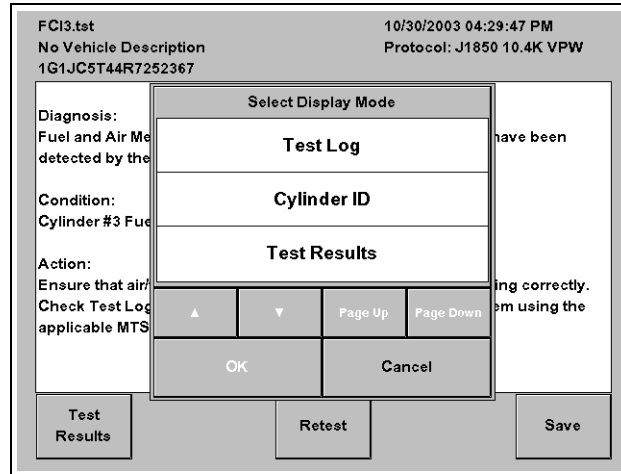 FCI3.tst
10/30/2003 04:29:47 PM
No Vehicle Description
Protocol: J1850 10.4K VPW
1G1JC5T44R7252367
Select Display Mode
Test Log
Cylinder ID
Test Results
▲ ▼ Page Up Page Down
OK Cancel
Diagnosis:
Fuel and Air Me
have been
detected by the
Condition:
Cylinder #3 Fue
Action:
Ensure that air/
ing correctly.
Check Test Log
em using the
applicable MTS
Test Results
Retest
Save